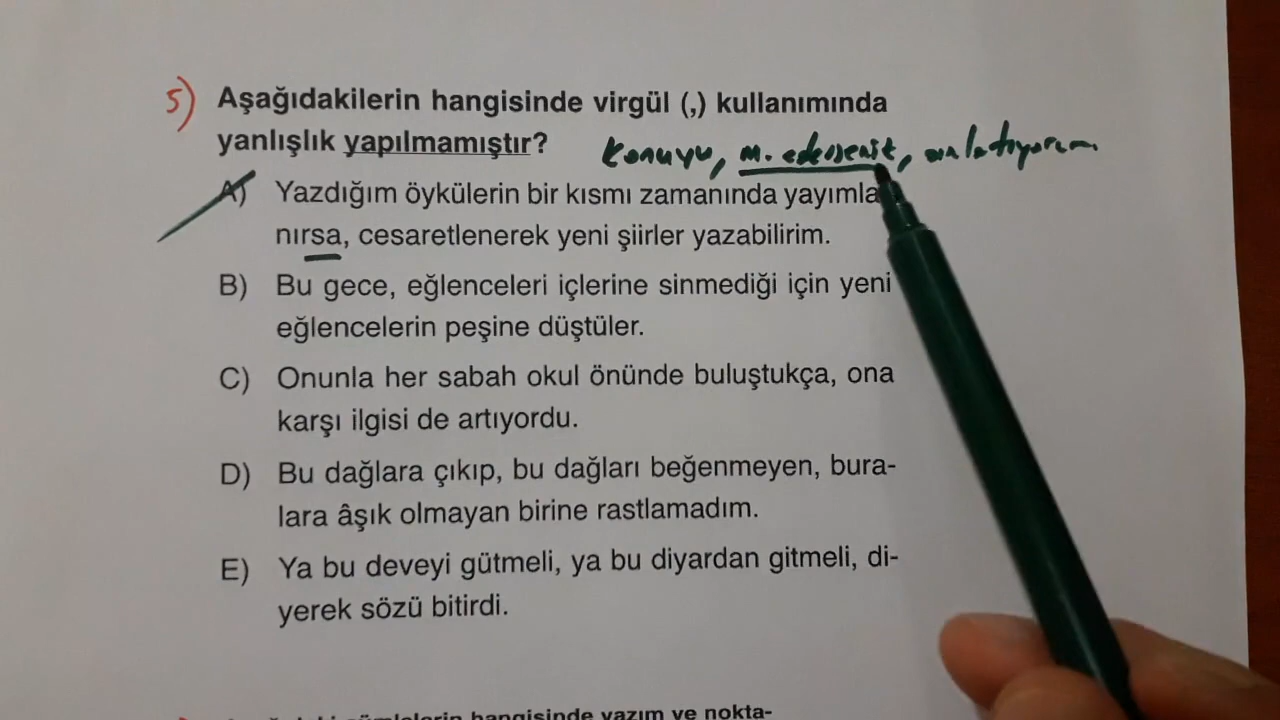 5) Aşağıdakilerin hangisinde virgül (,) kullanımında
yanlışlık yapılmamıştır?
konuyu, m. edersenit, anlatıyorum.
A) Yazdığım öykülerin bir kısmı zamanında yayımla
nırsa, cesaretlenerek yeni şiirler yazabilirim.
B) Bu gece, eğlenceleri içlerine sinmediği için yeni
eğlencelerin peşine düştüler.
C) Onunla her sabah okul önünde buluştukça, ona
karşı ilgisi de artıyordu.
D) Bu dağlara çıkıp, bu dağları beğenmeyen, bura-
lara âşık olmayan birine rastlamadım.
E) Ya bu deveyi gütmeli, ya bu diyardan gitmeli, di-
yerek sözü bitirdi.
hangisinde yazım ve nokta-